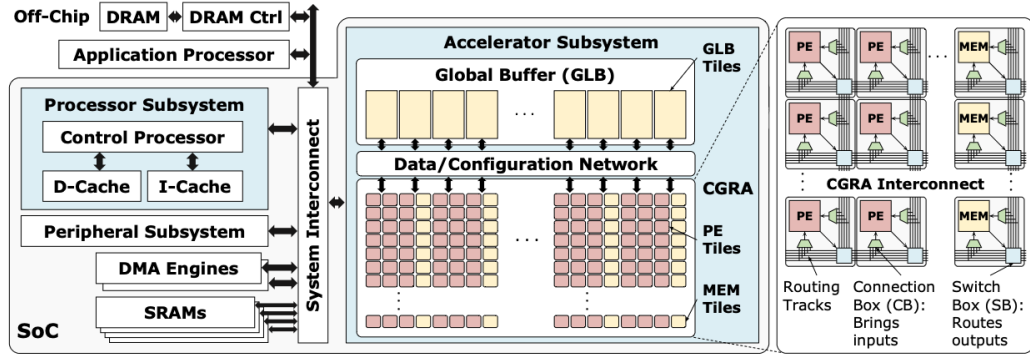 Off-Chip
DRAM
DRAM Ctrl
Application Processor
Processor Subsystem
Control Processor
D-Cache
I-Cache
Peripheral Subsystem
DMA Engines
SRAMs
SoC
System Interconnect
Accelerator Subsystem
Global Buffer (GLB)
GLB
Tiles
...
Data/Configuration Network
CGRA
...
PE
Tiles
MEM
Tiles
PE
PE
...
MEM
PE
PE
MEM
CGRA Interconnect
PE
PE
MEM
Routing
Tracks
Connection
Box (CB):
Brings
inputs
Switch
Box (SB):
Routes
outputs